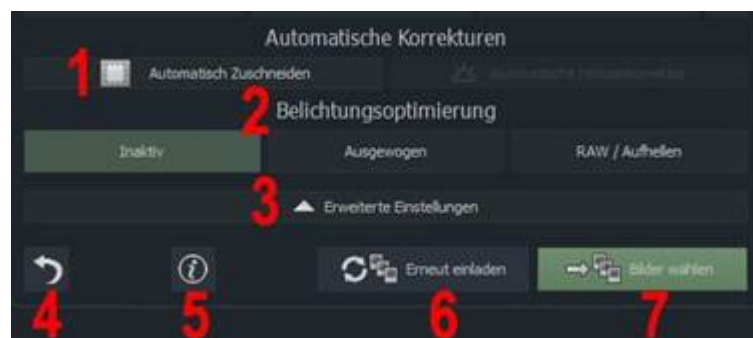 Automatische Korrekturen
1 Automatisch Zuschneiden
2
Belichtungsoptimierung
Inaktiv Ausgewogen RAW / Aufhellen
3 Erweiterte Einstellungen
Erneut einladen Bilder wählen
4 5 6 7